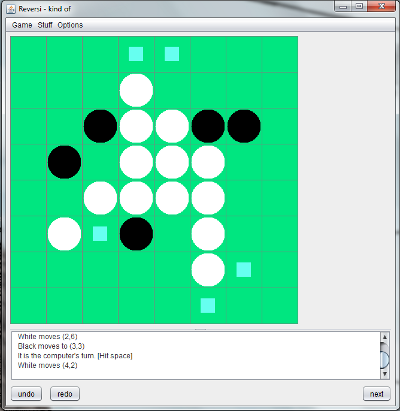 Reversi - kind of
Game Stuff Options
White moves (2,6)
Black moves to (3,3)
It is the computer's turn. [Hit space]
White moves (4,2)
undo redo next